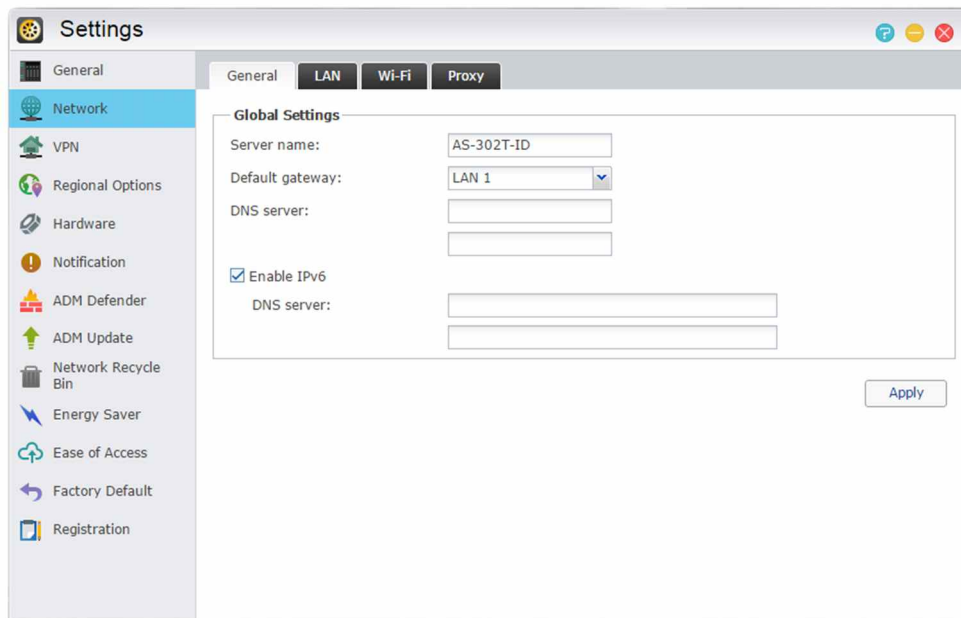 Settings
General
Network
VPN
Regional Options
Hardware
Notification
ADM Defender
ADM Update
Network Recycle
Bin
Energy Saver
Ease of Access
Factory Default
Registration
General LAN Wi-Fi Proxy
Global Settings
Server name: AS-302T-ID
Default gateway: LAN 1
DNS server:
Enable IPv6
DNS server:
Apply